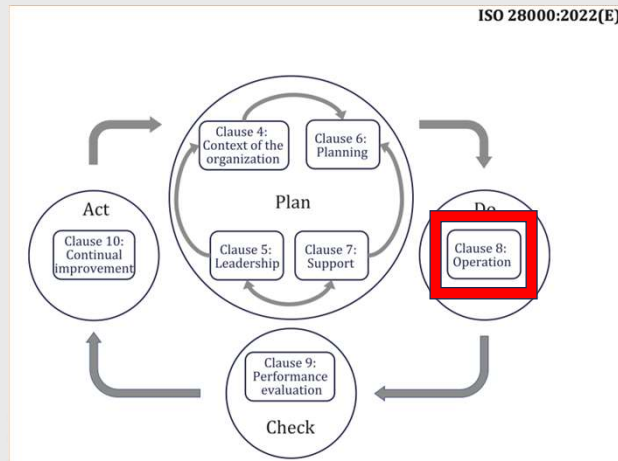 ISO 28000:2022(E)
Clause 4:
Context of the
organization
Clause 6:
Planning
Plan
Clause 5:
Leadership
Clause 7:
Support
Act
Clause 10:
Continual
improvement
Do
Clause 8:
Operation
Clause 9:
Performance
evaluation
Check